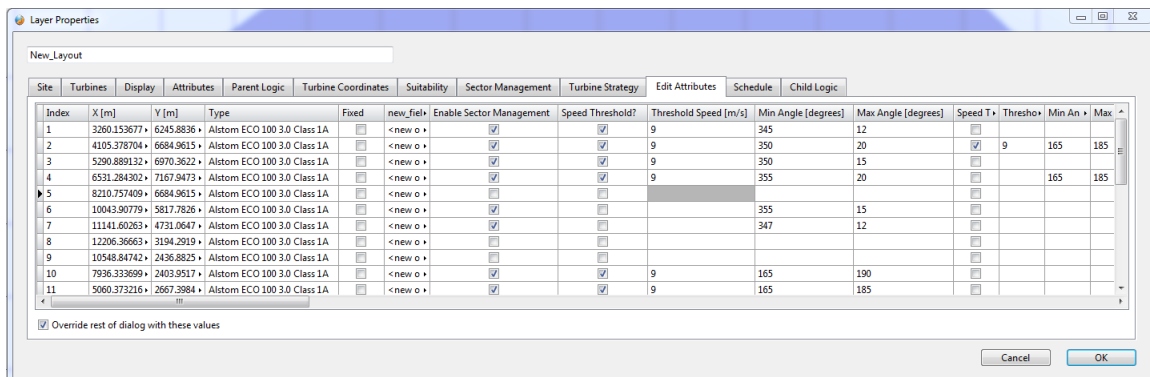 Layer Properties
New_Layout
Site Turbines Display Attributes Parent Logic Turbine Coordinates Suitability Sector Management Turbine Strategy Edit Attributes Schedule Child Logic
Index X [m] Y [m] Type Fixed new_fiel Enable Sector Management Speed Threshold? Threshold Speed [m/s] Min Angle [degrees] Max Angle [degrees] Speed T Thresho Min An Max
1 3260.153677 6245.8836 Alstom ECO 100 3.0 Class 1A <new o 9 345 12
2 4105.378704 6684.9615 Alstom ECO 100 3.0 Class 1A <new o 9 350 20 9 165 185
3 5290.889132 6970.3622 Alstom ECO 100 3.0 Class 1A <new o 9 350 15
4 6531.284302 7167.9473 Alstom ECO 100 3.0 Class 1A <new o 9 355 20 165 185
5 8210.757409 6684.9615 Alstom ECO 100 3.0 Class 1A <new o
6 10043.90779 5817.7826 Alstom ECO 100 3.0 Class 1A <new o 355 15
7 11141.60263 4731.0647 Alstom ECO 100 3.0 Class 1A <new o 347 12
8 12206.36663 3194.2919 Alstom ECO 100 3.0 Class 1A <new o
9 10548.84742 2436.8825 Alstom ECO 100 3.0 Class 1A <new o
10 7936.333699 2403.9517 Alstom ECO 100 3.0 Class 1A <new o 9 165 190
11 5060.373216 2667.3984 Alstom ECO 100 3.0 Class 1A <new o 9 165 185
Override rest of dialog with these values
Cancel OK